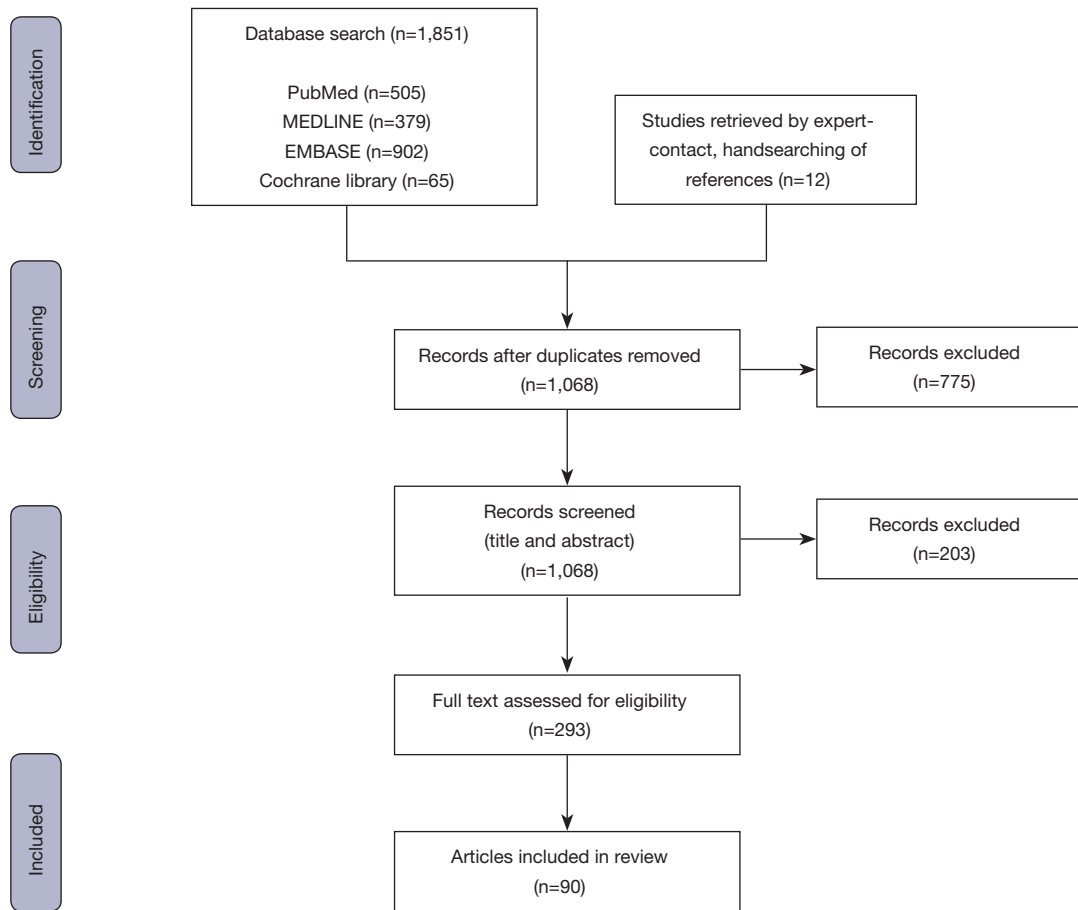 Identification
Database search (n=1,851)
PubMed (n=505)
MEDLINE (n=379)
EMBASE (n=902)
Cochrane library (n=65)
Studies retrieved by expert-
contact, handsearching of
references (n=12)
Screening
Records after duplicates removed
(n=1,068)
Records excluded
(n=775)
Eligibility
Records screened
(title and abstract)
(n=1,068)
Records excluded
(n=203)
Full text assessed for eligibility
(n=293)
Included
Articles included in review
(n=90)